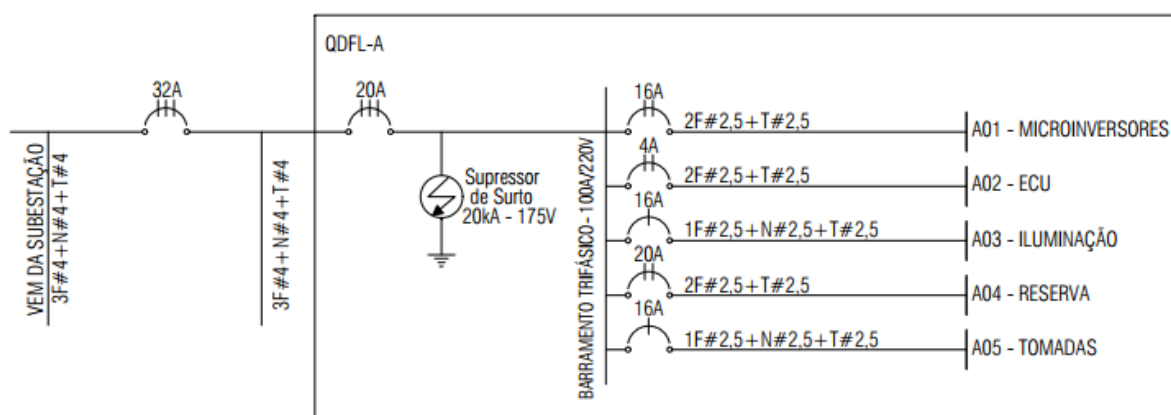 QDFL-A
32A
20A
VEM DA SUBESTAÇÃO
3F#4+N#4+T#4
3F#4+N#4+T#4
Supressor
de Surto
20kA - 175V
BARRAMENTO TRIFÁSICO - 100A/220V
16A
2F#2,5+T#2,5
A01 - MICROINVERSORES
4A
2F#2,5+T#2,5
A02 - ECU
16A
1F#2,5+N#2,5+T#2,5
A03 - ILUMINAÇÃO
20A
2F#2,5+T#2,5
A04 - RESERVA
16A
1F#2,5+N#2,5+T#2,5
A05 - TOMADAS